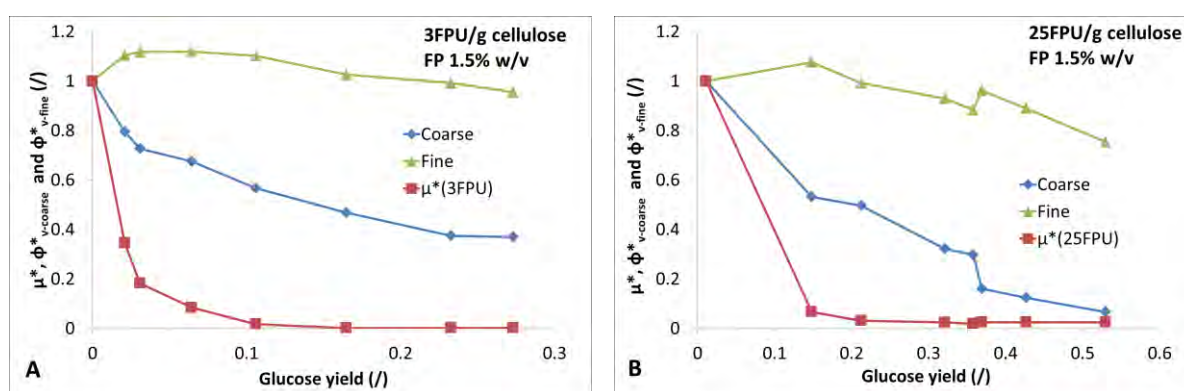 3FPU/g cellulose
FP 1.5% w/v
1.2
1
0.8
0.6
0.4
0.2
0
μ*, ϕ*v-coarse and ϕ*v-fine (/)
Coarse
Fine
μ*(3FPU)
0
0.1
0.2
0.3
A
Glucose yield (/)
25FPU/g cellulose
FP 1.5% w/v
1.2
1
0.8
0.6
0.4
0.2
0
μ*, ϕ*v-coarse and ϕ*v-fine (/)
Coarse
Fine
μ*(25FPU)
0
0.1
0.2
0.3
0.4
0.5
0.6
B
Glucose yield (/)